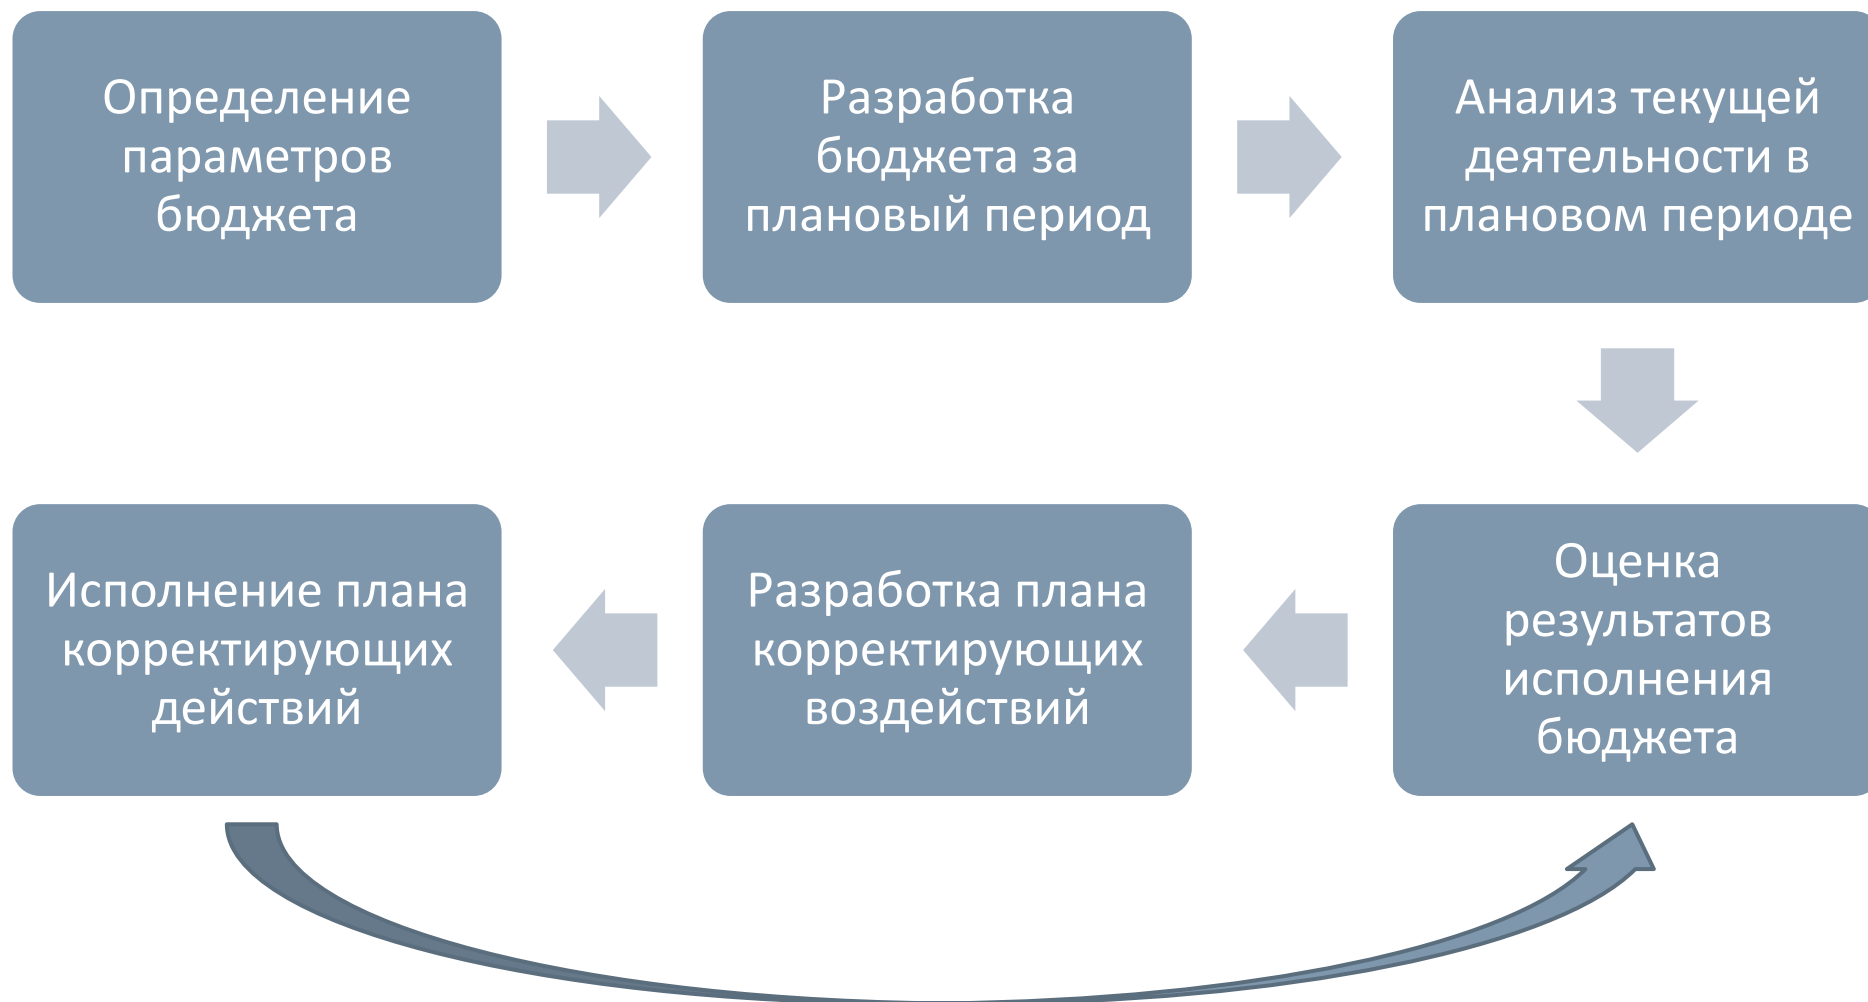 Определение
параметров
бюджета
Разработка
бюджета за
плановый период
Анализ текущей
деятельности в
плановом периоде
Оценка
результатов
исполнения
бюджета
Разработка плана
корректирующих
воздействий
Исполнение плана
корректирующих
действий